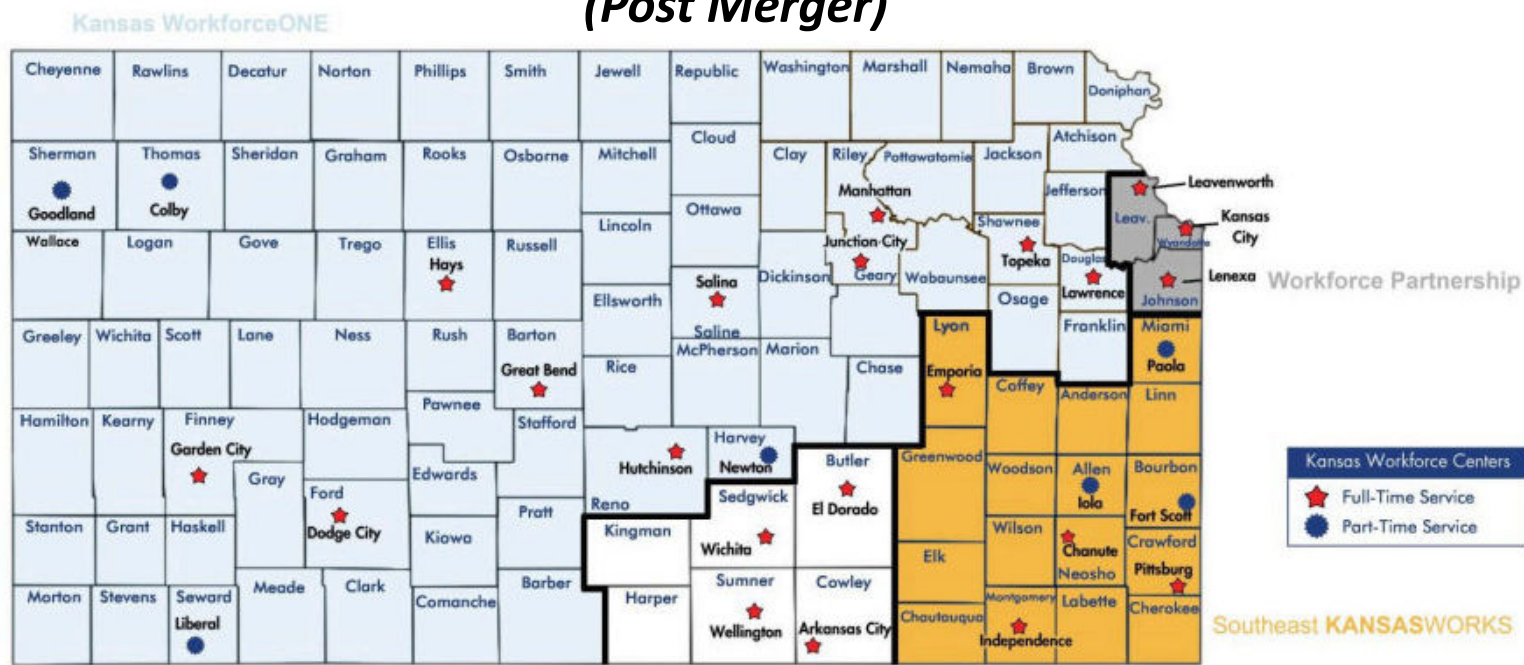 (Post Merger)
Kansas WorkforceONE
Cheyenne Rawlins Decatur Norton Phillips Smith Jewell Republic Washington Marshall Nemaha Brown
Doniphan
Cloud Atchison
Sherman Thomas Sheridan Graham Rooks Osborne Mitchell Clay Riley Pottawatomie Jackson
Leavenworth
Manhattan Jefferson
Goodland Colby Ottawa Leav. Kansas
City
Lincoln Shawnee
Wallace Logan Gove Trego Ellis Russell Junction City Wyandotte
Hays Topeka Douglas
Dickinson Geary Wabaunsee
Salina Lenexa Workforce Partnership
Lawrence
Ellsworth Osage Johnson
Saline Lyon Franklin Miami
Greeley Wichita Scott Lane Ness Rush Barton
McPherson Marion
Rice Chase Paola
Great Bend Emporia
Coffey Anderson Linn
Pawnee
Hamilton Kearny Finney Hodgeman Stafford
Harvey
Garden City Greenwood
Hutchinson Newton Butler Kansas Workforce Centers
Woodson Allen Bourbon
Gray Edwards
Ford Reno Sedgwick Full-Time Service
Iola
El Dorado Fort Scott
Pratt Part-Time Service
Stanton Grant Haskell Dodge City Kiowa Kingman Wilson
Wichita Chanute Crawford
Elk Pittsburg
Neosho
Meade Clark Barber Sumner Cowley
Morton Stevens Seward Comanche Harper Montgomery Labette Cherokee
Chautauqua
Liberal Wellington Arkansas City Independence Southeast KANSASWORKS